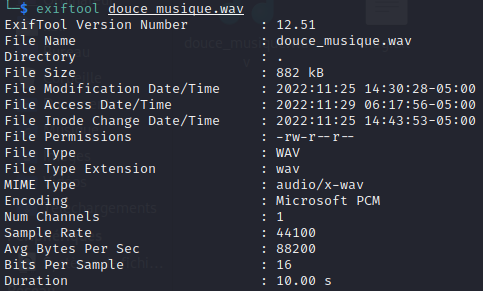 └─$ exiftool douce_musique.wav
ExifTool Version Number : 12.51
File Name : douce_musique.wav
Directory : .
File Size : 882 kB
File Modification Date/Time : 2022:11:25 14:30:28-05:00
File Access Date/Time : 2022:11:29 06:17:56-05:00
File Inode Change Date/Time : 2022:11:25 14:43:53-05:00
File Permissions : -rw-r--r--
File Type : WAV
File Type Extension : wav
MIME Type : audio/x-wav
Encoding : Microsoft PCM
Num Channels : 1
Sample Rate : 44100
Avg Bytes Per Sec : 88200
Bits Per Sample : 16
Duration : 10.00 s